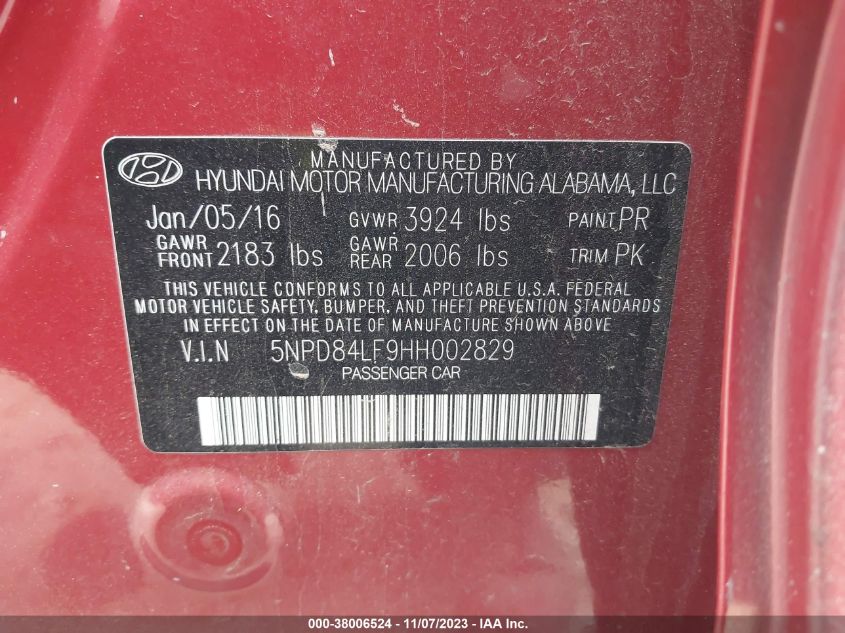 MANUFACTURED BY
HYUNDAI MOTOR MANUFACTURING ALABAMA, LLC
Jan/05/16 GVWR 3924 lbs PAINT PR
GAWR FRONT 2183 lbs GAWR REAR 2006 lbs TRIM PK
THIS VEHICLE CONFORMS TO ALL APPLICABLE U.S.A. FEDERAL
MOTOR VEHICLE SAFETY, BUMPER, AND THEFT PREVENTION STANDARDS
IN EFFECT ON THE DATE OF MANUFACTURE SHOWN ABOVE
V.I.N 5NPD84LF9HH002829
PASSENGER CAR
000-38006524 - 11/07/2023 - IAA Inc.